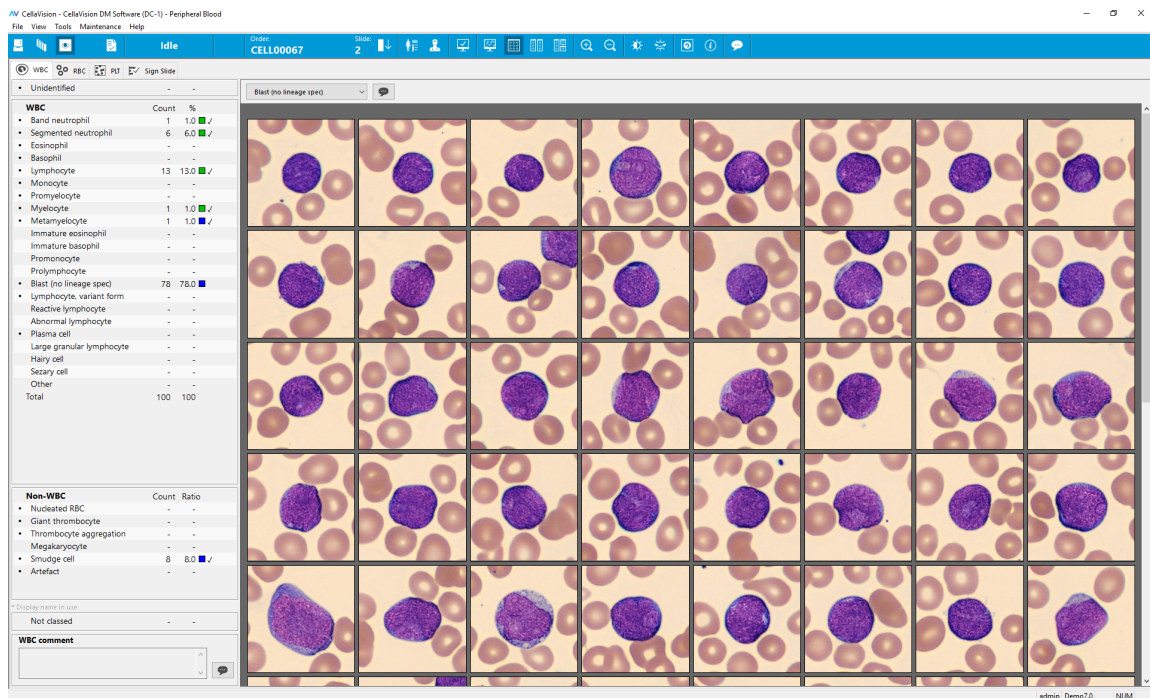 CellaVision - CellaVision DM Software (DC-1) - Peripheral Blood
File View Tools Maintenance Help
Idle
Order:
CELL00067
Slide:
2
WBC RBC PLT Sign Slide
• Unidentified - -
Blast (no lineage spec)
WBC Count %
• Band neutrophil 1 1.0 ✓
• Segmented neutrophil 6 6.0 ✓
• Eosinophil - -
• Basophil - -
• Lymphocyte 13 13.0 ✓
• Monocyte - -
• Promyelocyte - -
• Myelocyte 1 1.0 ✓
• Metamyelocyte 1 1.0 ✓
Immature eosinophil - -
Immature basophil - -
Promonocyte - -
Prolymphocyte - -
• Blast (no lineage spec) 78 78.0
• Lymphocyte, variant form - -
Reactive lymphocyte - -
Abnormal lymphocyte - -
• Plasma cell - -
Large granular lymphocyte - -
Hairy cell - -
Sezary cell - -
Other - -
Total 100 100
Non-WBC Count Ratio
• Nucleated RBC - -
• Giant thrombocyte - -
• Thrombocyte aggregation - -
Megakaryocyte - -
• Smudge cell 8 8.0 ✓
• Artefact - -
* Display name in use
Not classed - -
WBC comment
admin Demo7.0 NUM